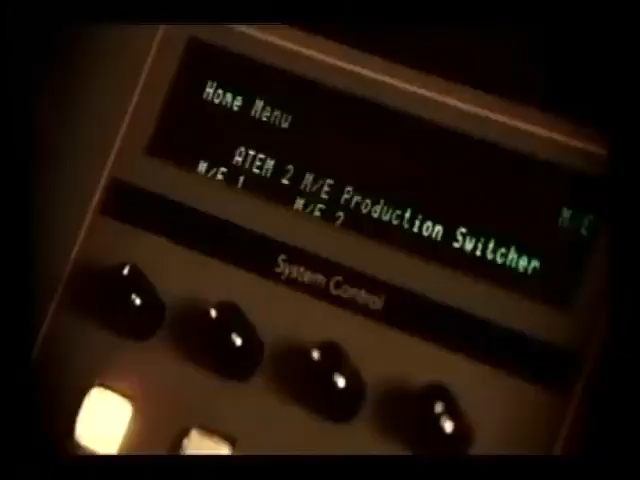 Home Menu
M/E
ATEM 2 M/E Production Switcher
M/E 1 M/E 2
System Control